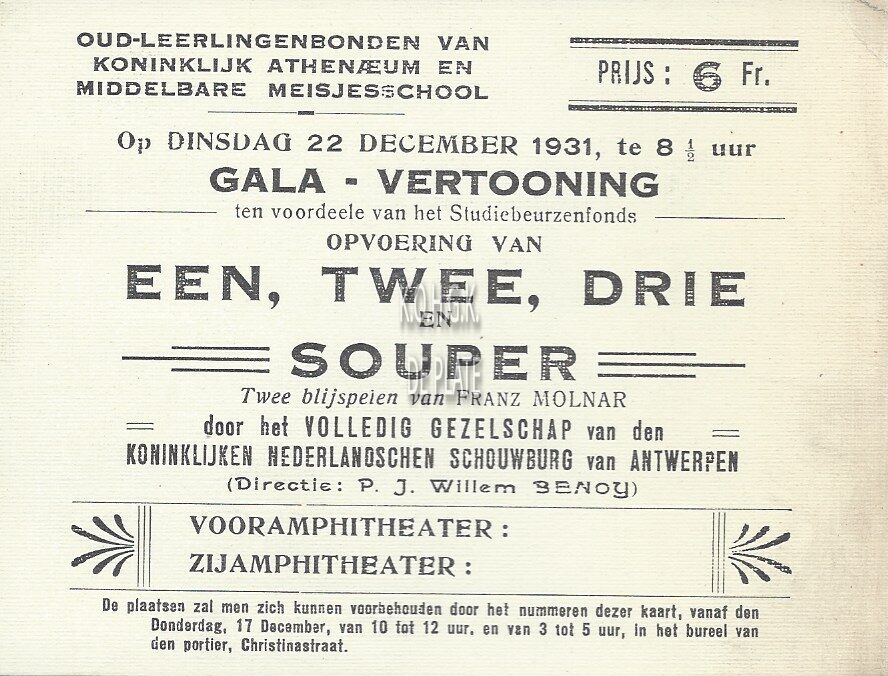 OUD-LEERLINGENBONDEN VAN
KONINKLIJK ATHENÆUM EN
MIDDELBARE MEISJESSCHOOL
PRIJS : 6 Fr.
Op DINSDAG 22 DECEMBER 1931, te 8 ½ uur
GALA - VERTOONING
ten voordeele van het Studiebeurzenfonds
OPVOERING VAN
EEN, TWEE, DRIE
EN
SOUPER
K.O.H.G.K.
DE PLATE
Twee blijspelen van FRANZ MOLNAR
door het VOLLEDIG GEZELSCHAP van den
KONINKLIJKEN NEDERLANDSCHEN SCHOUWBURG van ANTWERPEN
(Directie: P. J. Willem BENOY)
VOORAMPHITHEATER :
ZIJAMPHITHEATER :
De plaatsen zal men zich kunnen voorbehouden door het nummeren dezer kaart, vanaf den
Donderdag, 17 December, van 10 tot 12 uur. en van 3 tot 5 uur, in het bureel van
den portier, Christinastraat.